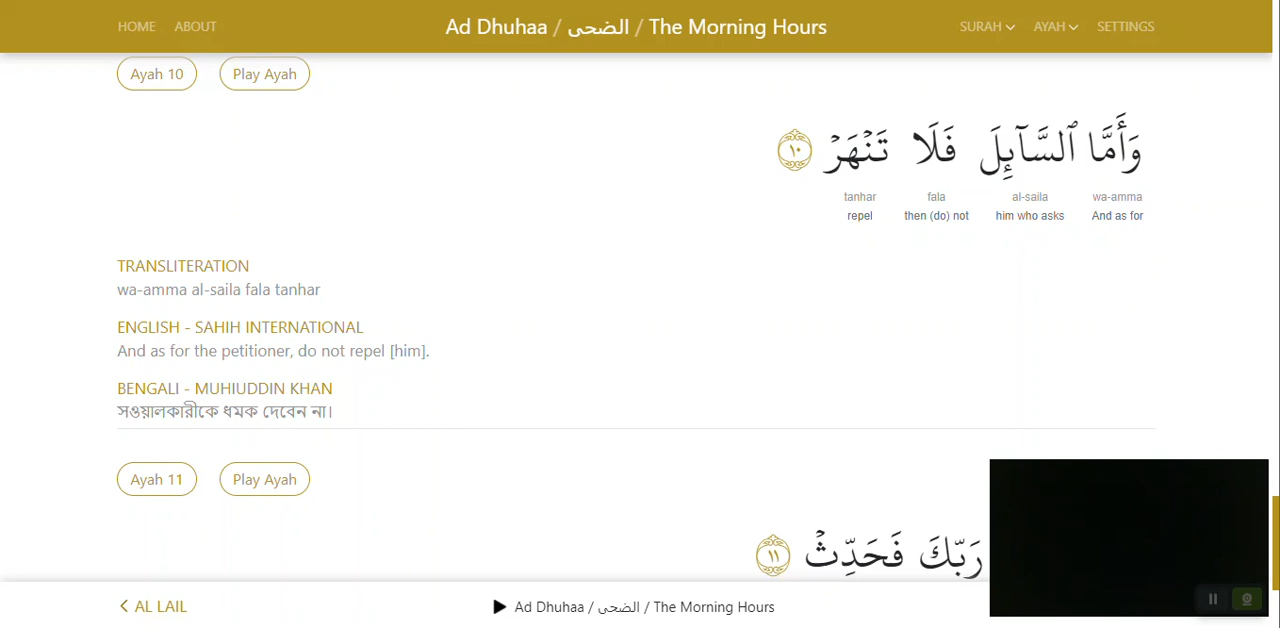 HOME ABOUT Ad Dhuhaa / الضحى / The Morning Hours SURAH AYAH SETTINGS
Ayah 10 Play Ayah
وَأَمَّا ٱلسَّآئِلَ فَلَا تَنْهَرْ ١٠
tanhar fala al-saila wa-amma
repel then (do) not him who asks And as for
TRANSLITERATION
wa-amma al-saila fala tanhar
ENGLISH - SAHIH INTERNATIONAL
And as for the petitioner, do not repel [him].
BENGALI - MUHIUDDIN KHAN
সওয়ালকারীকে ধমক দেবেন না।
Ayah 11 Play Ayah
رَبِّكَ فَحَدِّثْ ١١
AL LAIL Ad Dhuhaa / الضحى / The Morning Hours